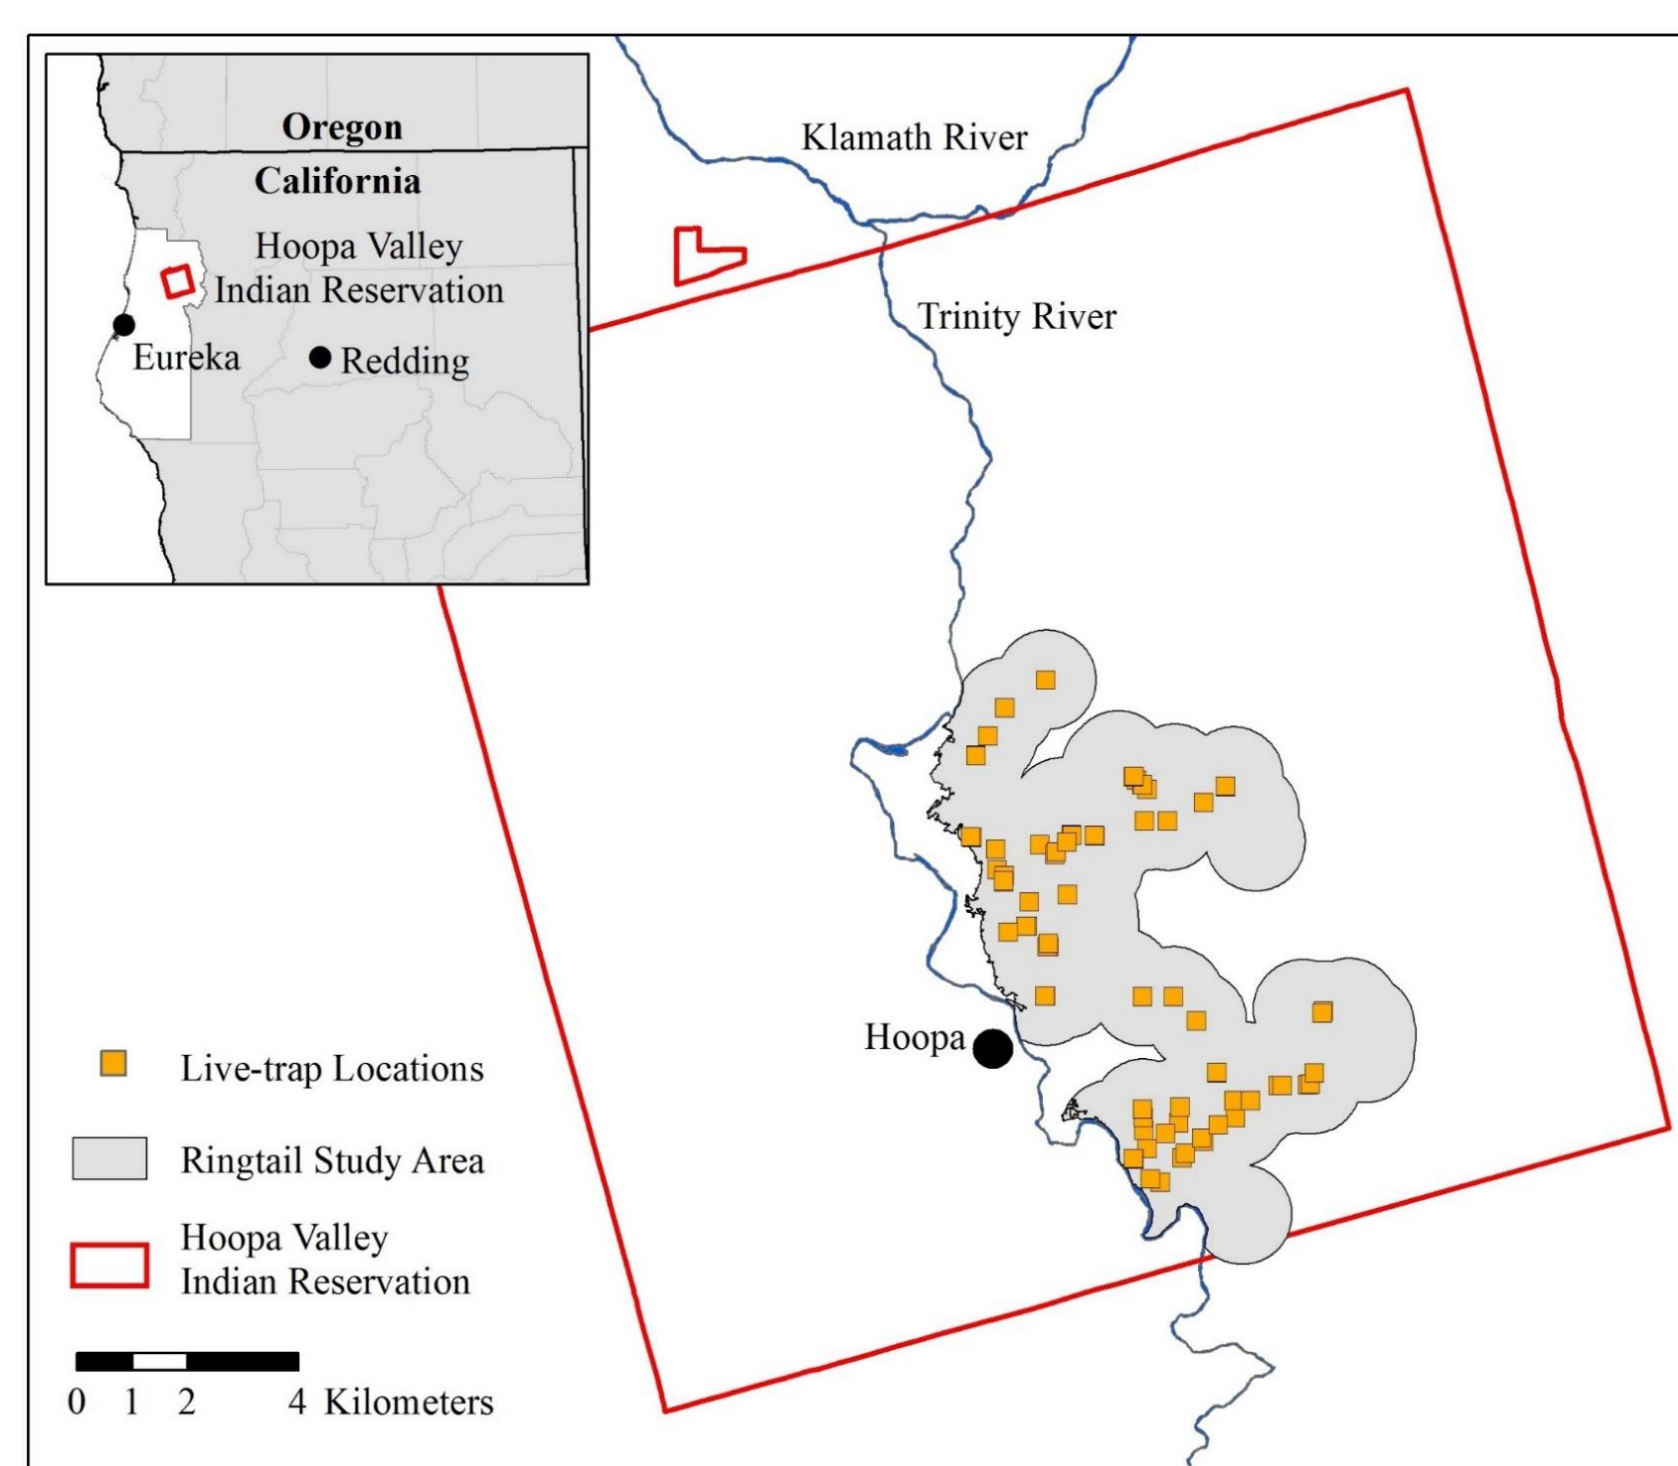 Oregon
California
Hoopa Valley
Indian Reservation
Eureka
Redding
Klamath River
Trinity River
Hoopa
Live-trap Locations
Ringtail Study Area
Hoopa Valley
Indian Reservation
0 1 2 4 Kilometers